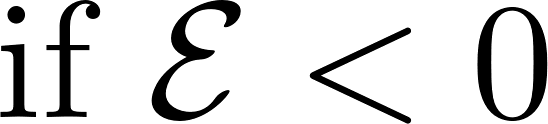 if ℰ < 0